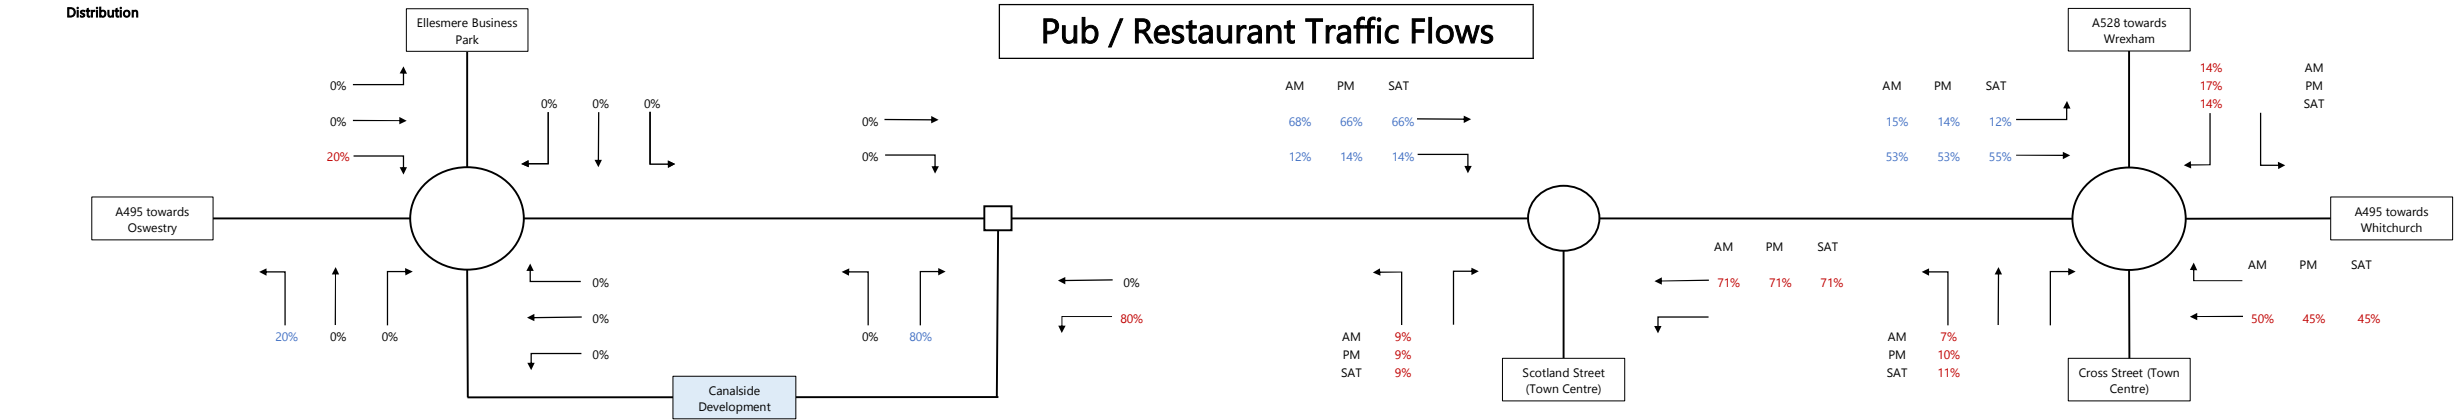 Distribution
Ellesmere Business
Park
Pub / Restaurant Traffic Flows
A528 towards
Wrexham
14% AM
17% PM
14% SAT
0%
0%
20%
0% 0% 0%
0%
0%
AM PM SAT
68% 66% 66%
12% 14% 14%
AM PM SAT
15% 14% 12%
53% 53% 55%
A495 towards
Oswestry
A495 towards
Whitchurch
20% 0% 0%
0%
0%
0%
0% 80%
0%
80%
AM 9%
PM 9%
SAT 9%
AM PM SAT
71% 71% 71%
AM 7%
PM 10%
SAT 11%
AM PM SAT
50% 45% 45%
Canalside
Development
Scotland Street
(Town Centre)
Cross Street (Town
Centre)